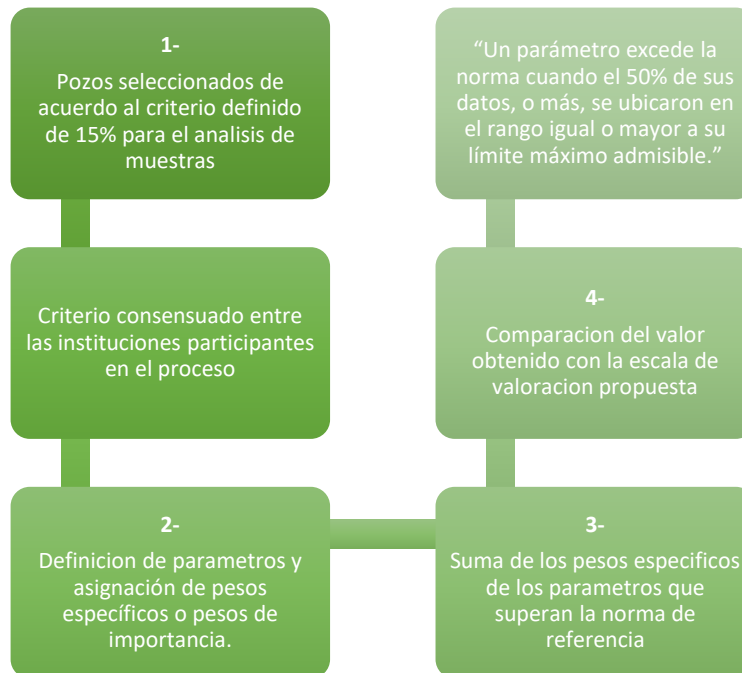 1-
Pozos seleccionados de
acuerdo al criterio definido
de 15% para el analisis de
muestras
Criterio consensuado entre
las instituciones participantes
en el proceso
2-
Definicion de parametros y
asignación de pesos
específicos o pesos de
importancia.
3-
Suma de los pesos especificos
de los parametros que
superan la norma de
referencia
4-
Comparacion del valor
obtenido con la escala de
valoracion propuesta
“Un parámetro excede la
norma cuando el 50% de sus
datos, o más, se ubicaron en
el rango igual o mayor a su
límite máximo admisible.”